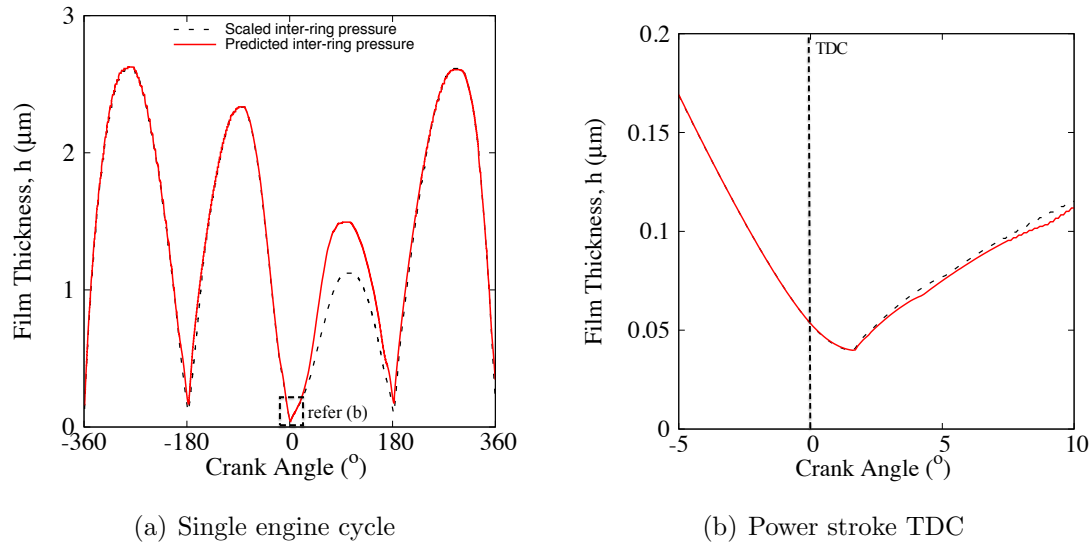 3
2
1
0
Film Thickness, h (μm)
Scaled inter-ring pressure
Predicted inter-ring pressure
refer (b)
-360 -180 0 180 360
Crank Angle (o)
(a) Single engine cycle
0.2
0.15
0.1
0.05
0
Film Thickness, h (μm)
TDC
-5 0 5 10
Crank Angle (o)
(b) Power stroke TDC